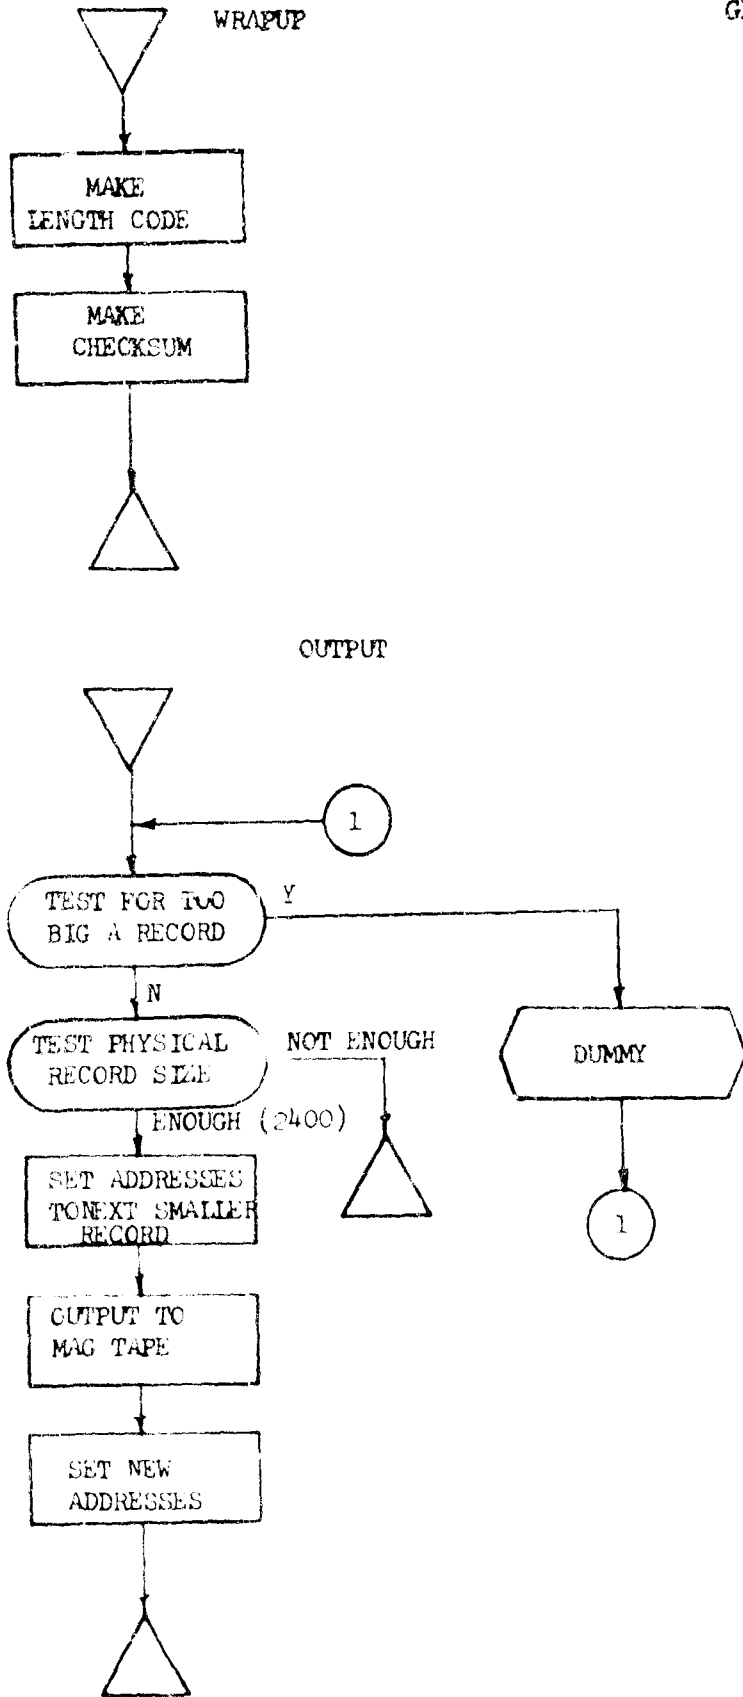 WRAPUP
MAKE
LENGTH CODE
MAKE
CHECKSUM
OUTPUT
1
TEST FOR TOO
BIG A RECORD
Y
N
TEST PHYSICAL
RECORD SIZE
NOT ENOUGH
DUMMY
ENOUGH (2400)
SET ADDRESSES
TONEXT SMALLER
RECORD
1
OUTPUT TO
MAG TAPE
SET NEW
ADDRESSES